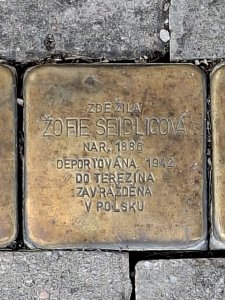 ZDE ŽILA
ŽOFIE SEIDLICOVÁ
NAR. 1886
DEPORTOVÁNA 1942
DO TEREZÍNA
ZAVRAŽDĚNA
V POLSKU